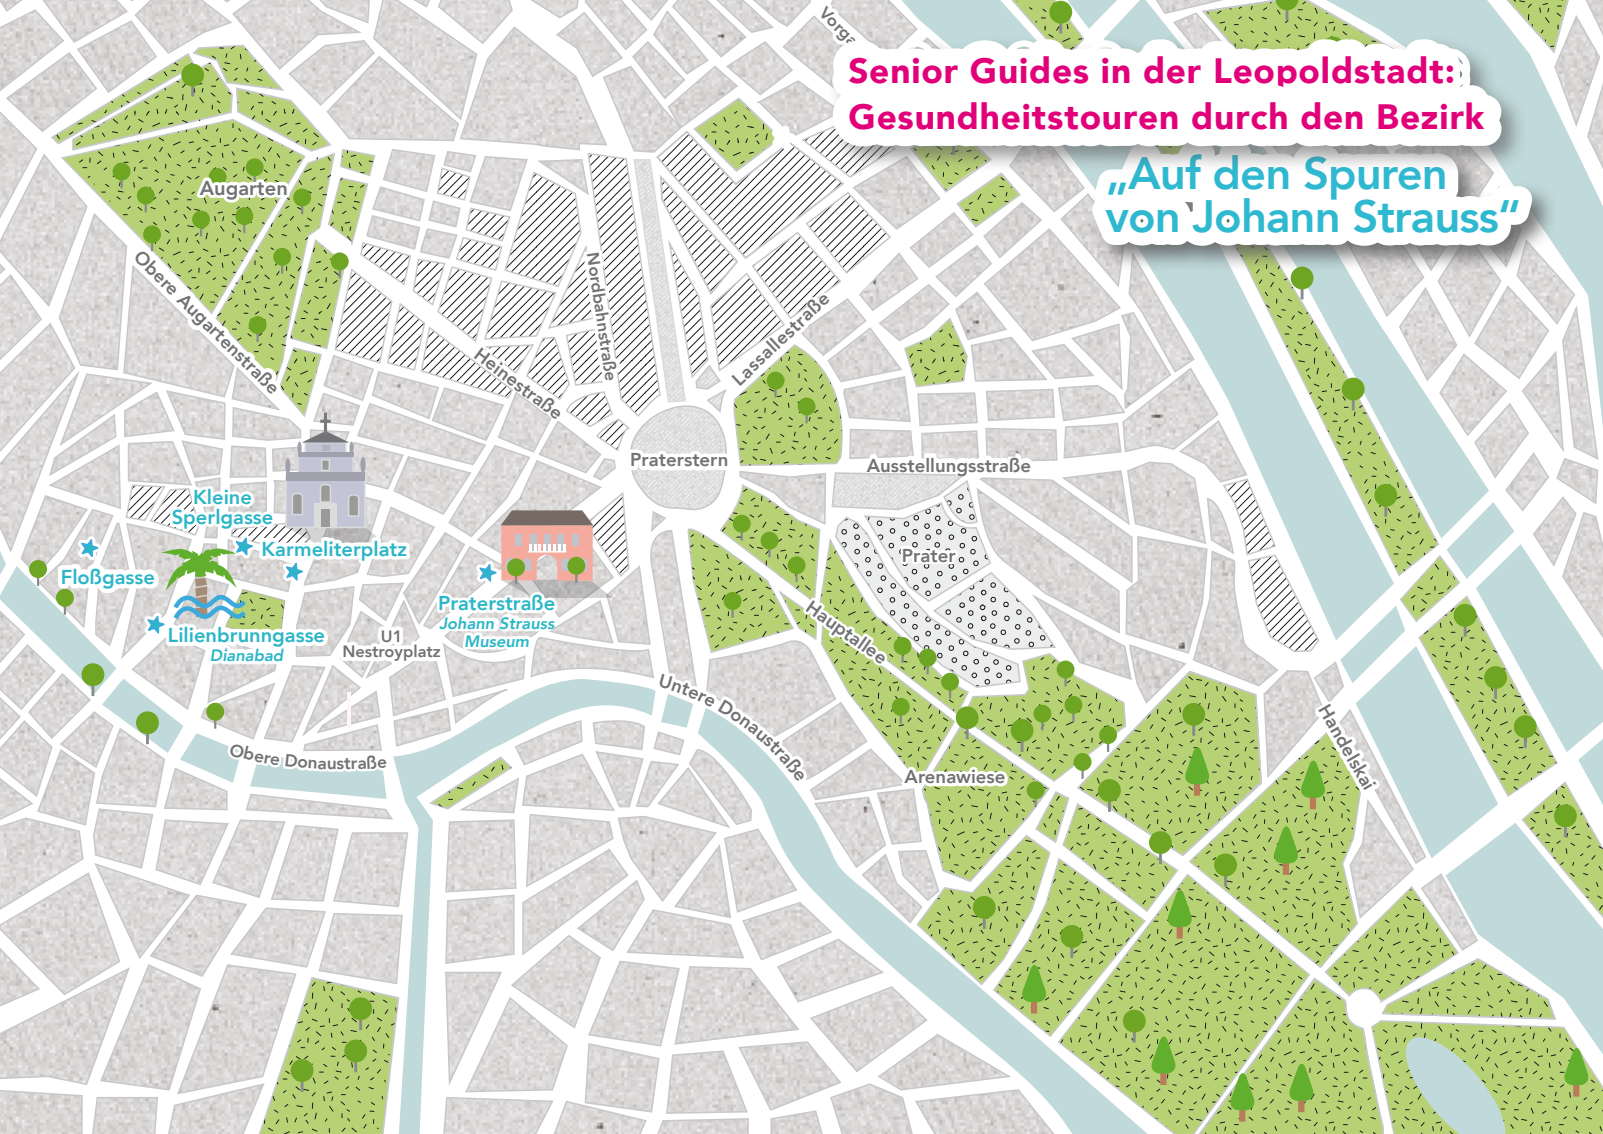 Vorga
Senior Guides in der Leopoldstadt:
Gesundheitstouren durch den Bezirk
„Auf den Spuren
von Johann Strauss“
Augarten
Obere Augartenstraße
Nordbahnstraße
Heinestraße
Lassallestraße
Praterstern
Ausstellungsstraße
Kleine
Sperlgasse
Karmeliterplatz
Floßgasse
Prater
Praterstraße
Johann Strauss
Museum
Lilienbrunngasse
Dianabad
U1
Nestroyplatz
Hauptallee
Untere Donaustraße
Obere Donaustraße
Handelskai
Arenawiese